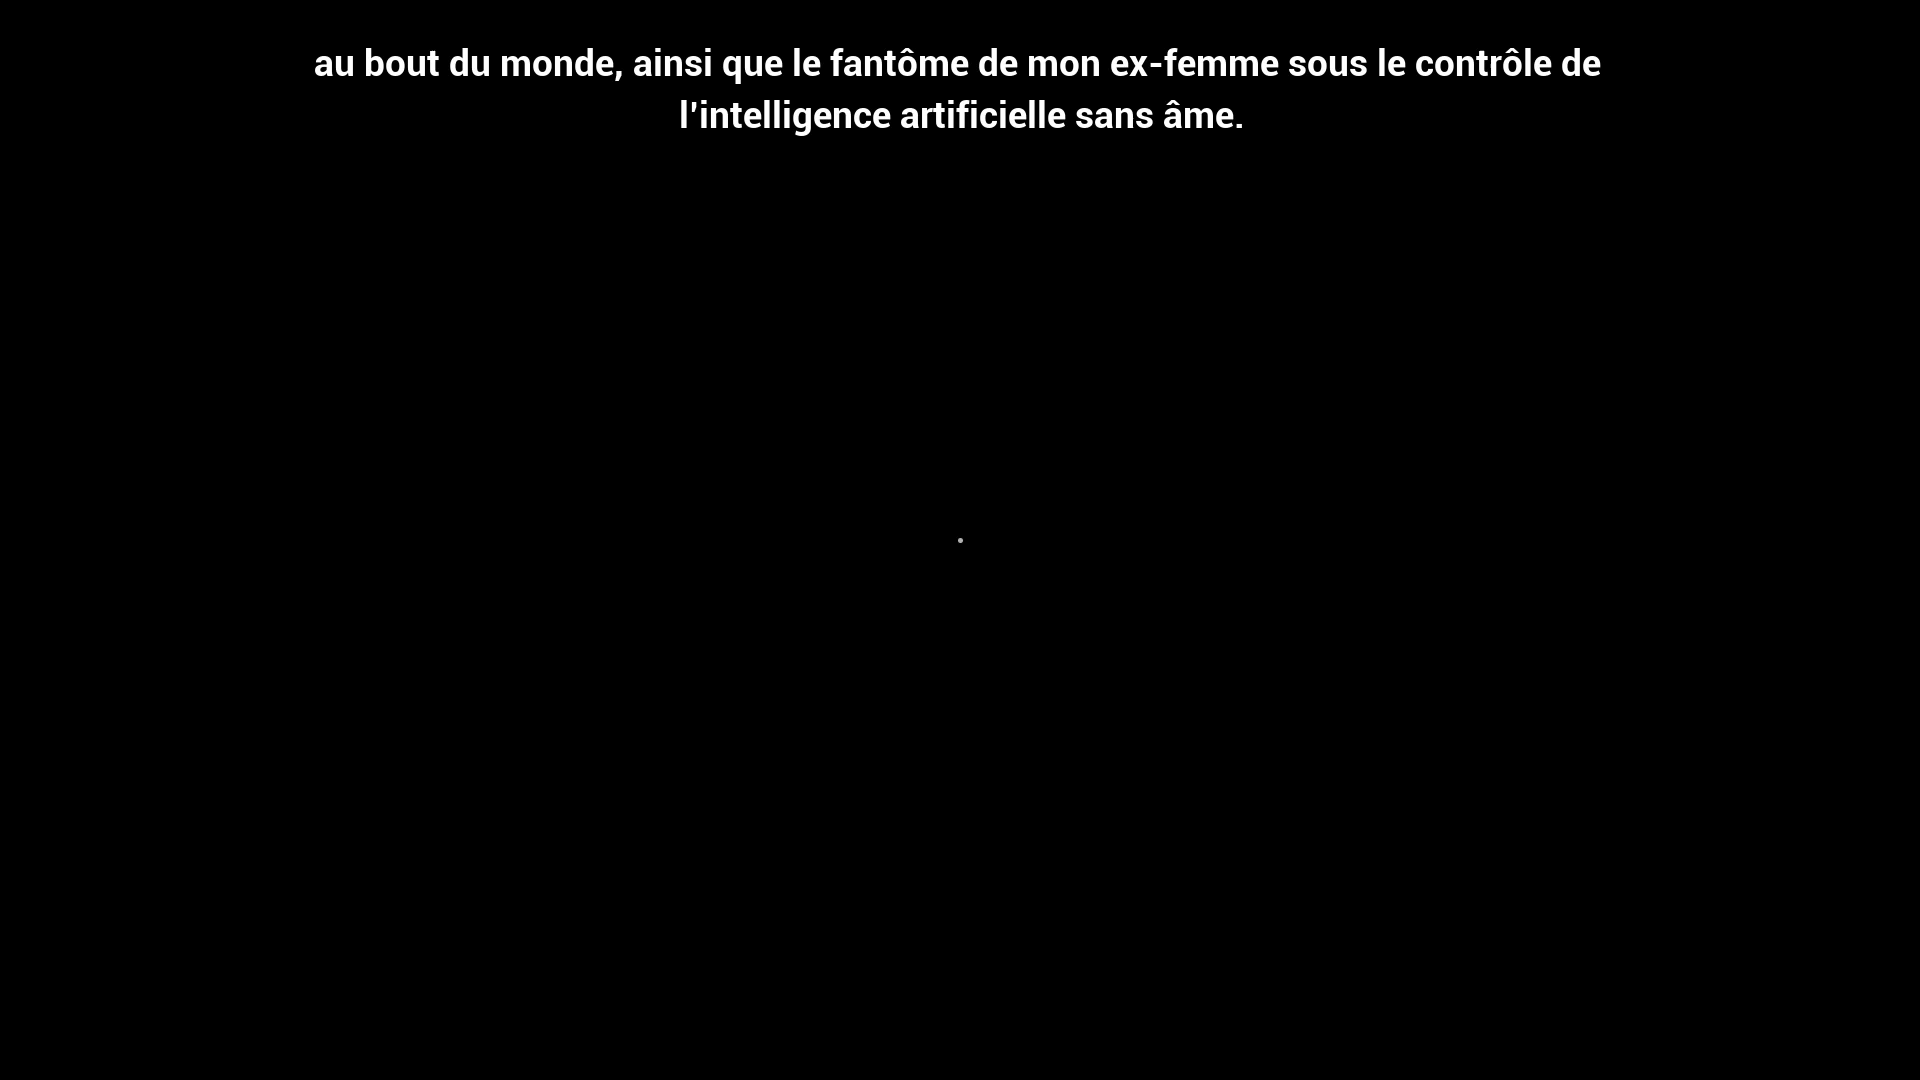 au bout du monde, ainsi que le fantôme de mon ex-femme sous le contrôle de
l'intelligence artificielle sans âme.